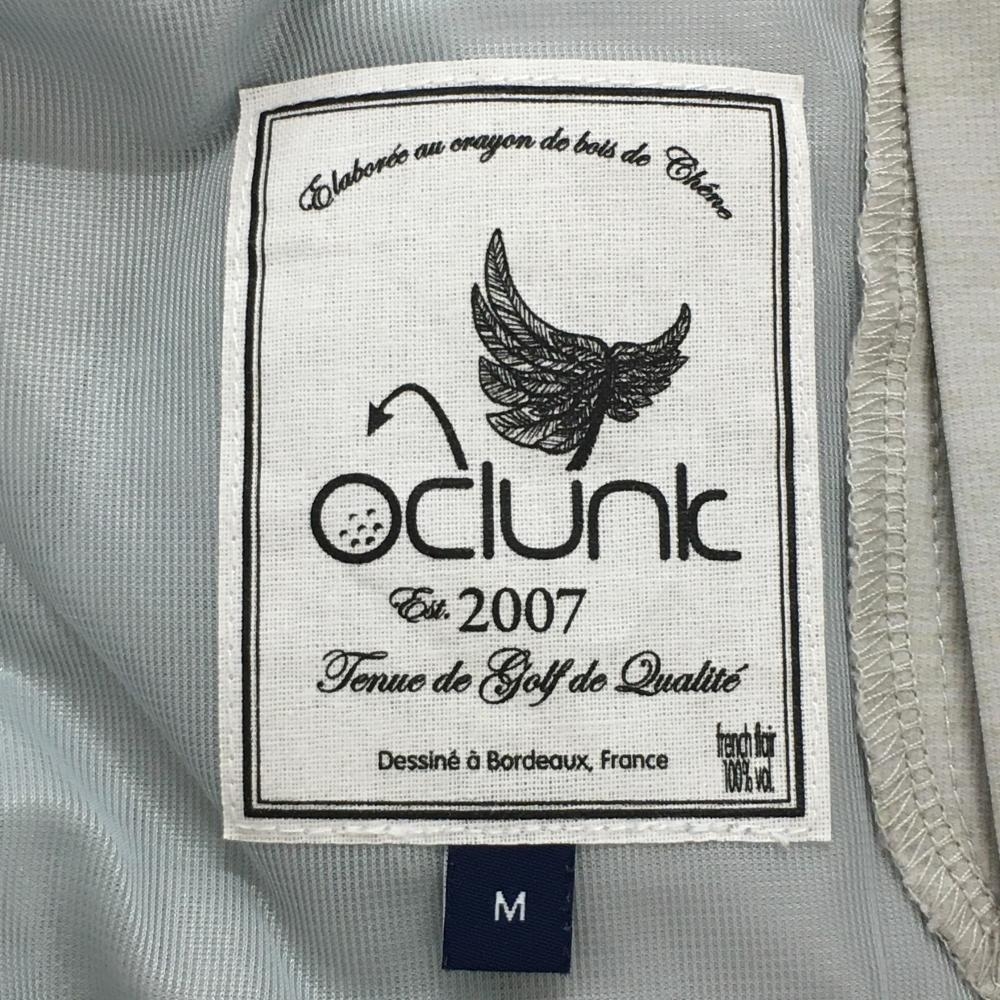 Elaborée au crayon de bois de Chêne
oclunk
Est. 2007
Tenue de Golf de Qualité
Dessiné à Bordeaux, France
french flair
100% vol.
M